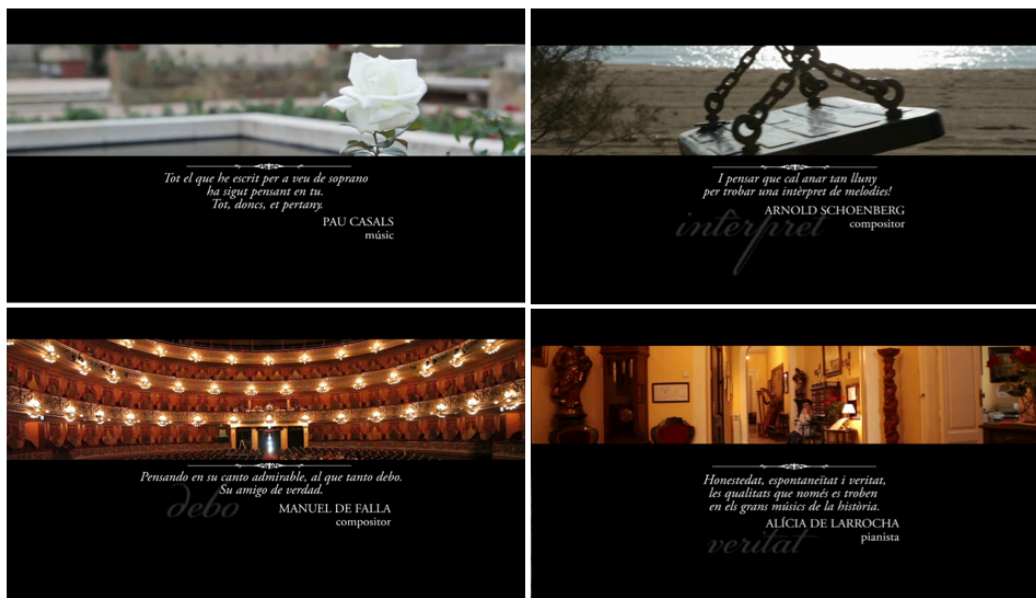 Tot el que he escrit per a veu de soprano
ha sigut pensant en tu.
Tot, doncs, et pertany.
PAU CASALS
músic
I pensar que cal anar tan lluny
per trobar una intèrpret de melodies!
ARNOLD SCHOENBERG
compositor
intèrpret
Pensando en su canto admirable, al que tanto debo.
Su amigo de verdad.
debo
MANUEL DE FALLA
compositor
Honestedat, espontaneïtat i veritat,
les qualitats que només es troben
en els grans músics de la història.
ALÍCIA DE LARROCHA
pianista
veritat